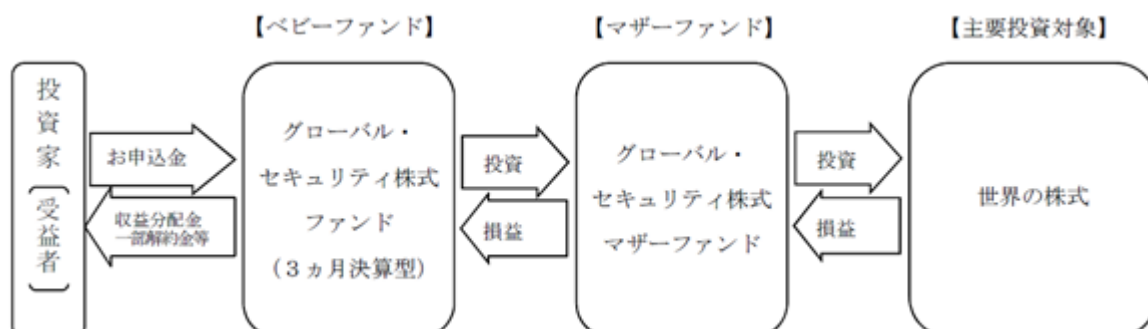 【ベビーファンド】
【マザーファンド】
【主要投資対象】
投資家(受益者)
お申込金
収益分配金
一部解約金等
グローバル・
セキュリティ株式
ファンド
(3ヵ月決算型)
投資
損益
グローバル・
セキュリティ株式
マザーファンド
投資
損益
世界の株式